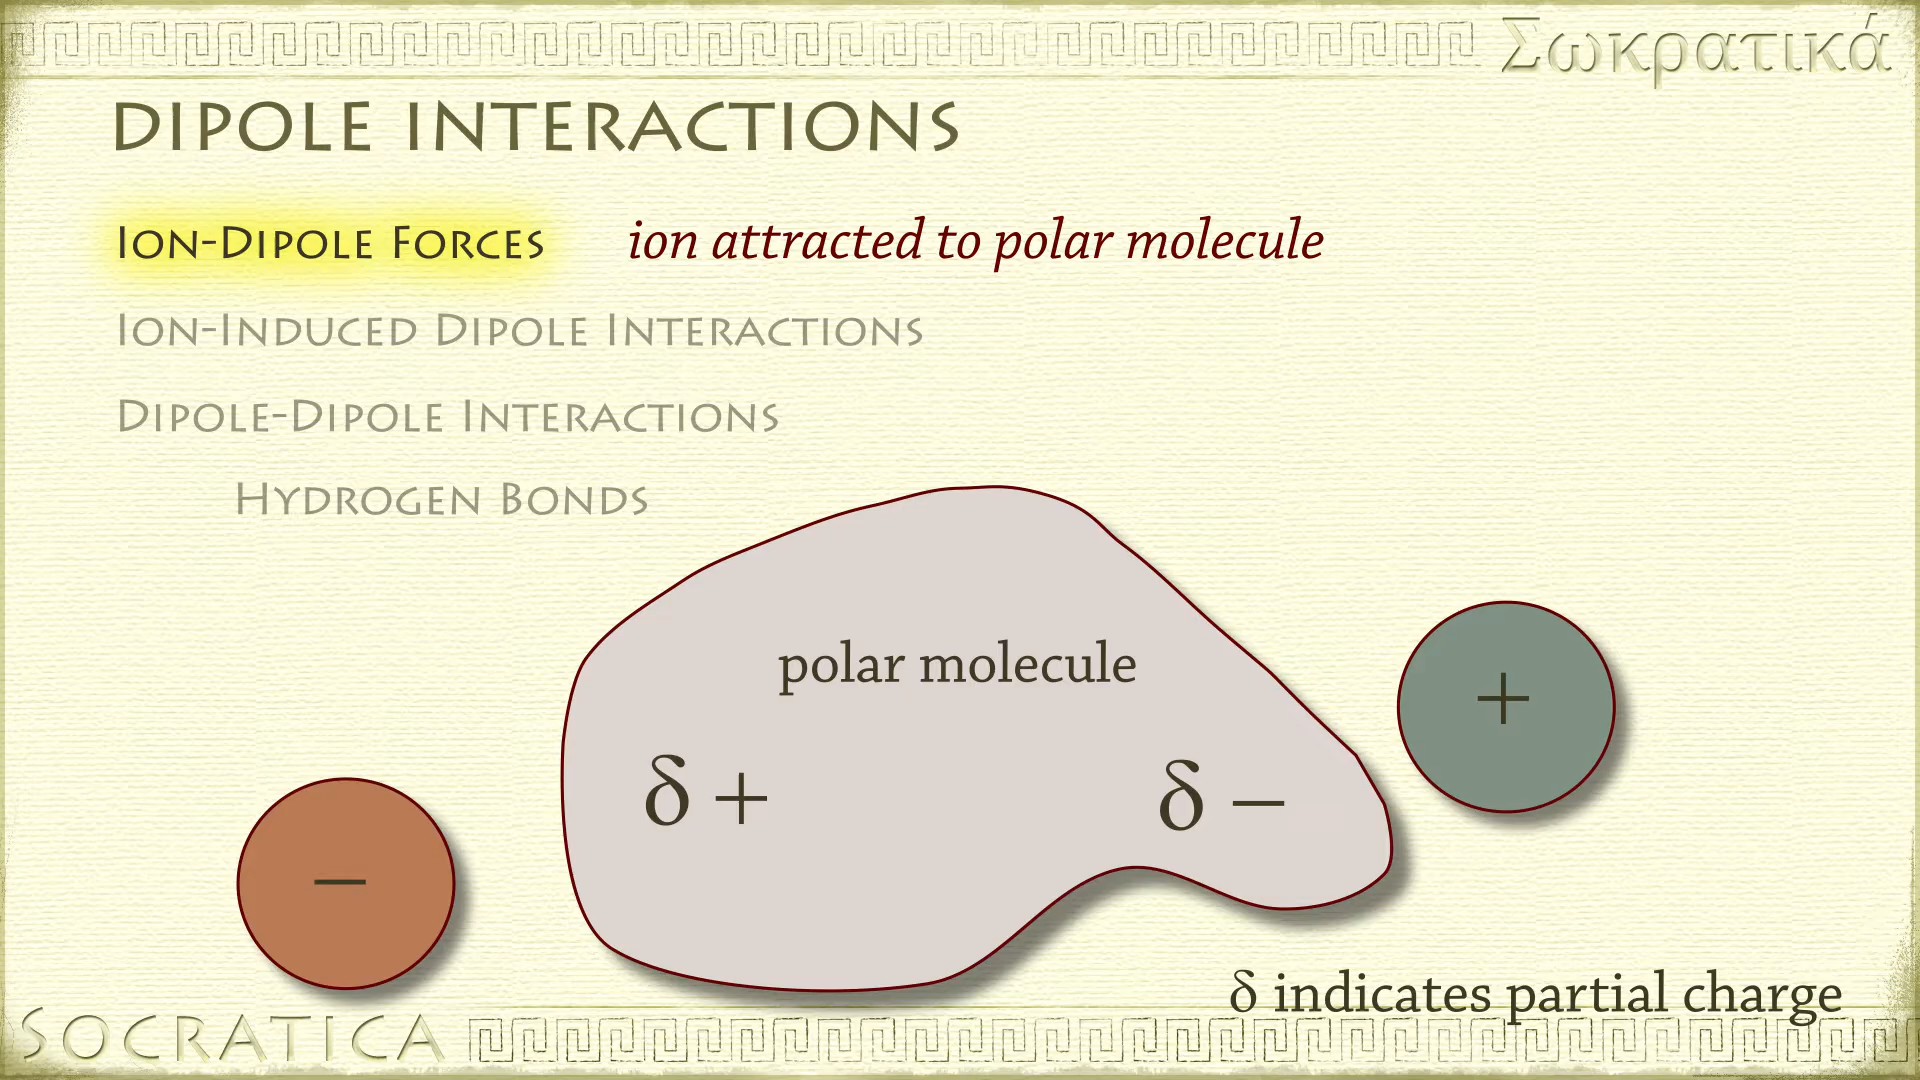 Σωκρατικά
DIPOLE INTERACTIONS
ION-DIPOLE FORCES ion attracted to polar molecule
ION-INDUCED DIPOLE INTERACTIONS
DIPOLE-DIPOLE INTERACTIONS
HYDROGEN BONDS
polar molecule
+
δ + δ −
−
δ indicates partial charge
SOCRATICA